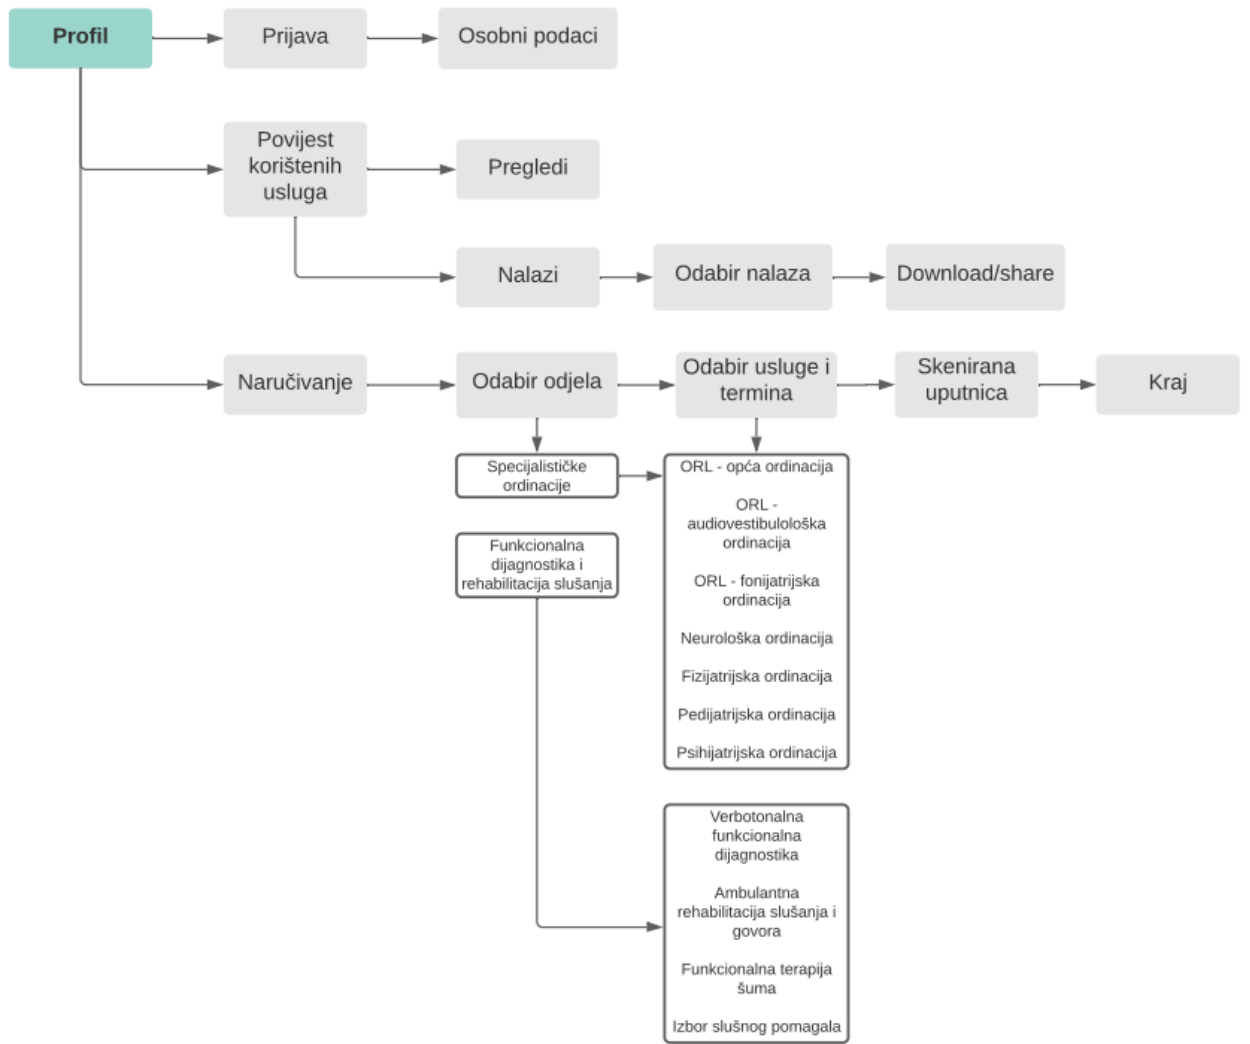 Profil
Prijava
Osobni podaci
Povijest
korištenih
usluga
Pregledi
Nalazi
Odabir nalaza
Download/share
Naručivanje
Odabir odjela
Odabir usluge i
termina
Skenirana
uputnica
Kraj
Specijalističke
ordinacije
Funkcionalna
dijagnostika i
rehabilitacija slušanja
ORL - opća ordinacija
ORL -
audiovestibulološka
ordinacija
ORL - fonijatrijska
ordinacija
Neurološka ordinacija
Fizijatrijska ordinacija
Pedijatrijska ordinacija
Psihijatrijska ordinacija
Verbotonalna
funkcionalna
dijagnostika
Ambulantna
rehabilitacija slušanja i
govora
Funkcionalna terapija
šuma
Izbor slušnog pomagala